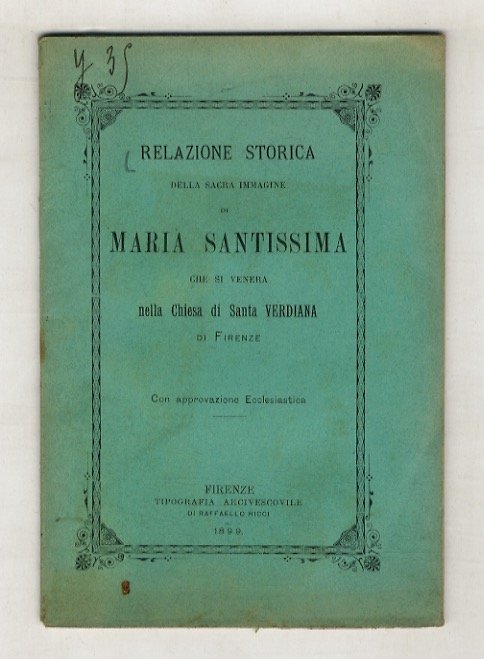 y 35
RELAZIONE STORICA
DELLA SACRA IMMAGINE
DI
MARIA SANTISSIMA
CHE SI VENERA
nella Chiesa di Santa VERDIANA
DI FIRENZE
Con approvazione Ecclesiastica
FIRENZE
TIPOGRAFIA ARCIVESCOVILE
DI RAFFAELLO RICCI
1899.